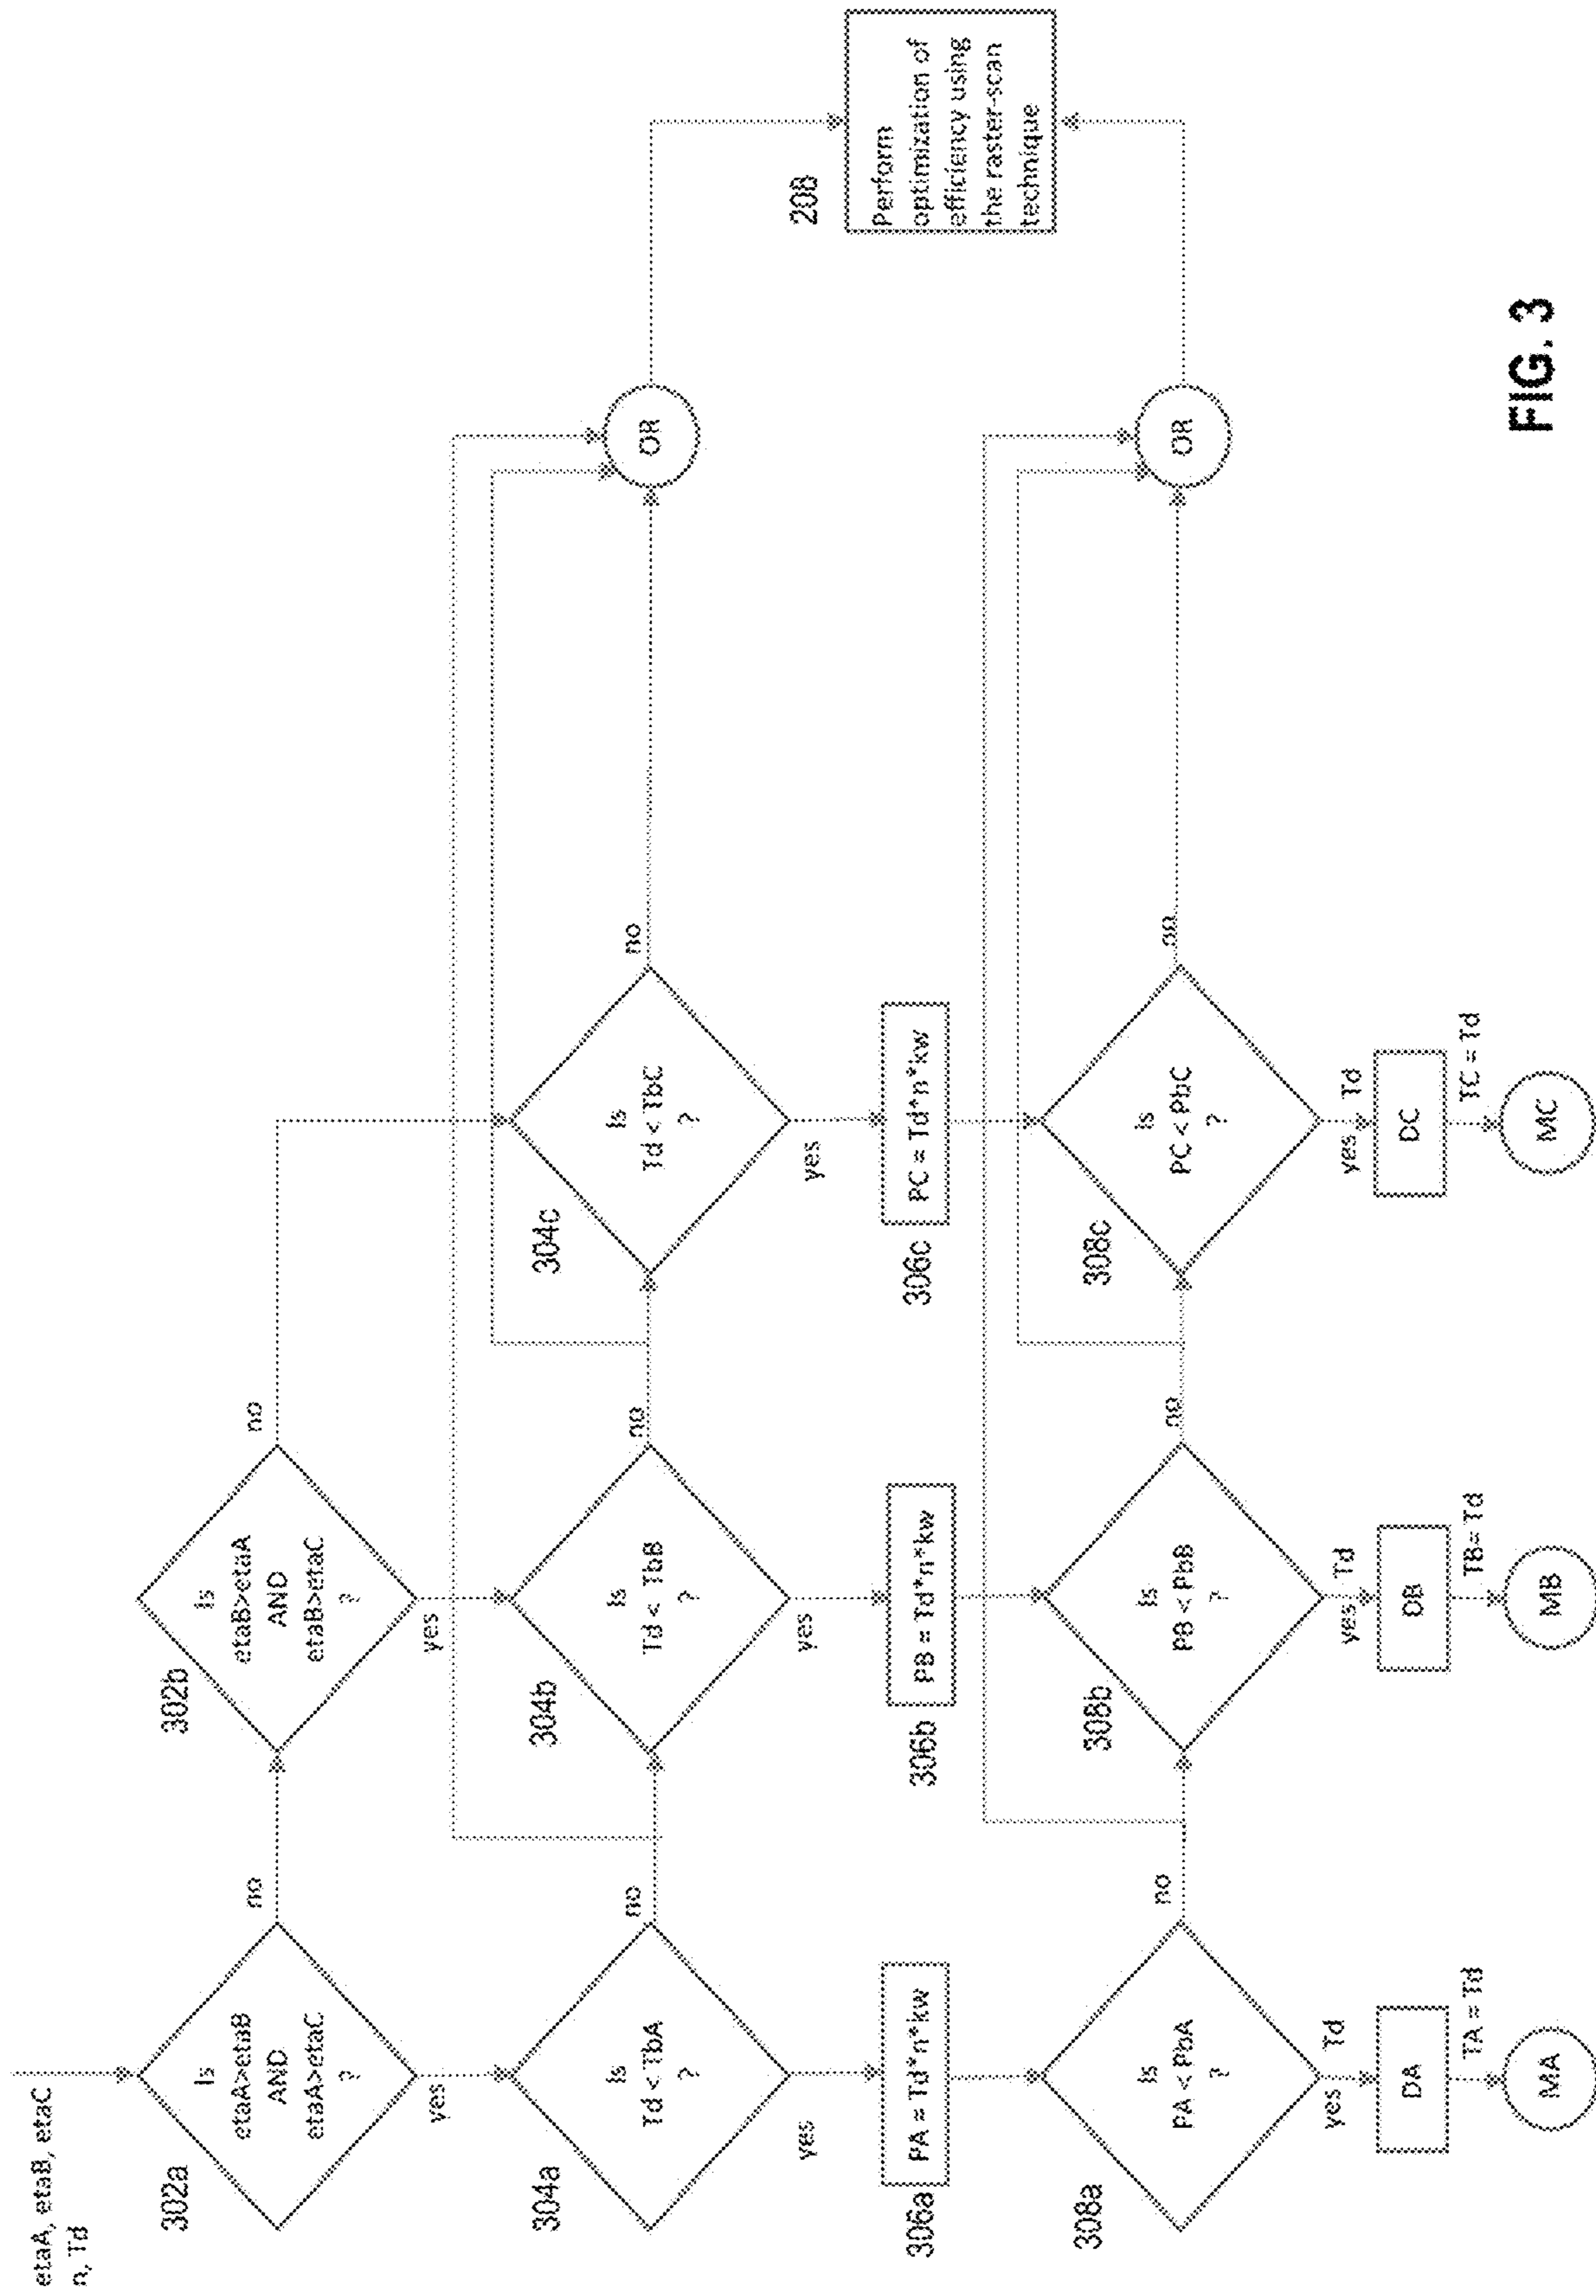 etaA, etaB, etaC
n, Td
302a
Is
etaA>etaB
AND
etaA>etaC
?
no
yes
302b
Is
etaB>etaA
AND
etaB>etaC
?
no
yes
304a
Is
Td < TbA
?
no
yes
304b
Is
Td < TbB
?
no
yes
304c
Is
Td < TbC
?
no
yes
OR
306a
PA = Td*n*kw
306b
PB = Td*n*kw
306c
PC = Td*n*kw
208
Perform
optimization of
efficiency using
the raster-scan
technique
308a
Is
PA < PbA
?
no
yes
Td
308b
Is
PB < PbB
?
no
yes
Td
308c
Is
PC < PbC
?
no
yes
Td
OR
DA
TA = Td
MA
DB
TB= Td
MB
DC
TC = Td
MC
FIG. 3